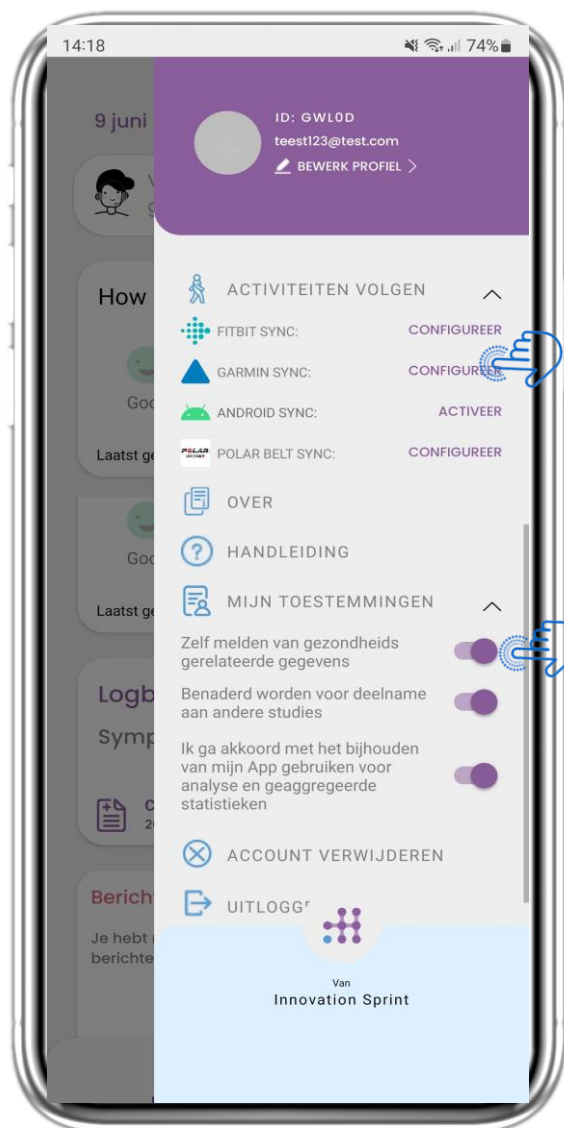 14:18
74%
9 juni
ID: GWL0D
teest123@test.com
BEWERK PROFIEL
How
ACTIVITEITEN VOLGEN
FITBIT SYNC: CONFIGUREER
GARMIN SYNC: CONFIGUREER
ANDROID SYNC: ACTIVEER
POLAR BELT SYNC: CONFIGUREER
Goo
Laatst ge
OVER
HANDLEIDING
Goo
Laatst ge
MIJN TOESTEMMINGEN
Zelf melden van gezondheids
gerelateerde gegevens
Benaderd worden voor deelname
aan andere studies
Ik ga akkoord met het bijhouden
van mijn App gebruiken voor
analyse en geaggregeerde
statistieken
Logb
Symp
ACCOUNT VERWIJDEREN
UITLOGGE
Berich
Je hebt
berichte
Van
Innovation Sprint